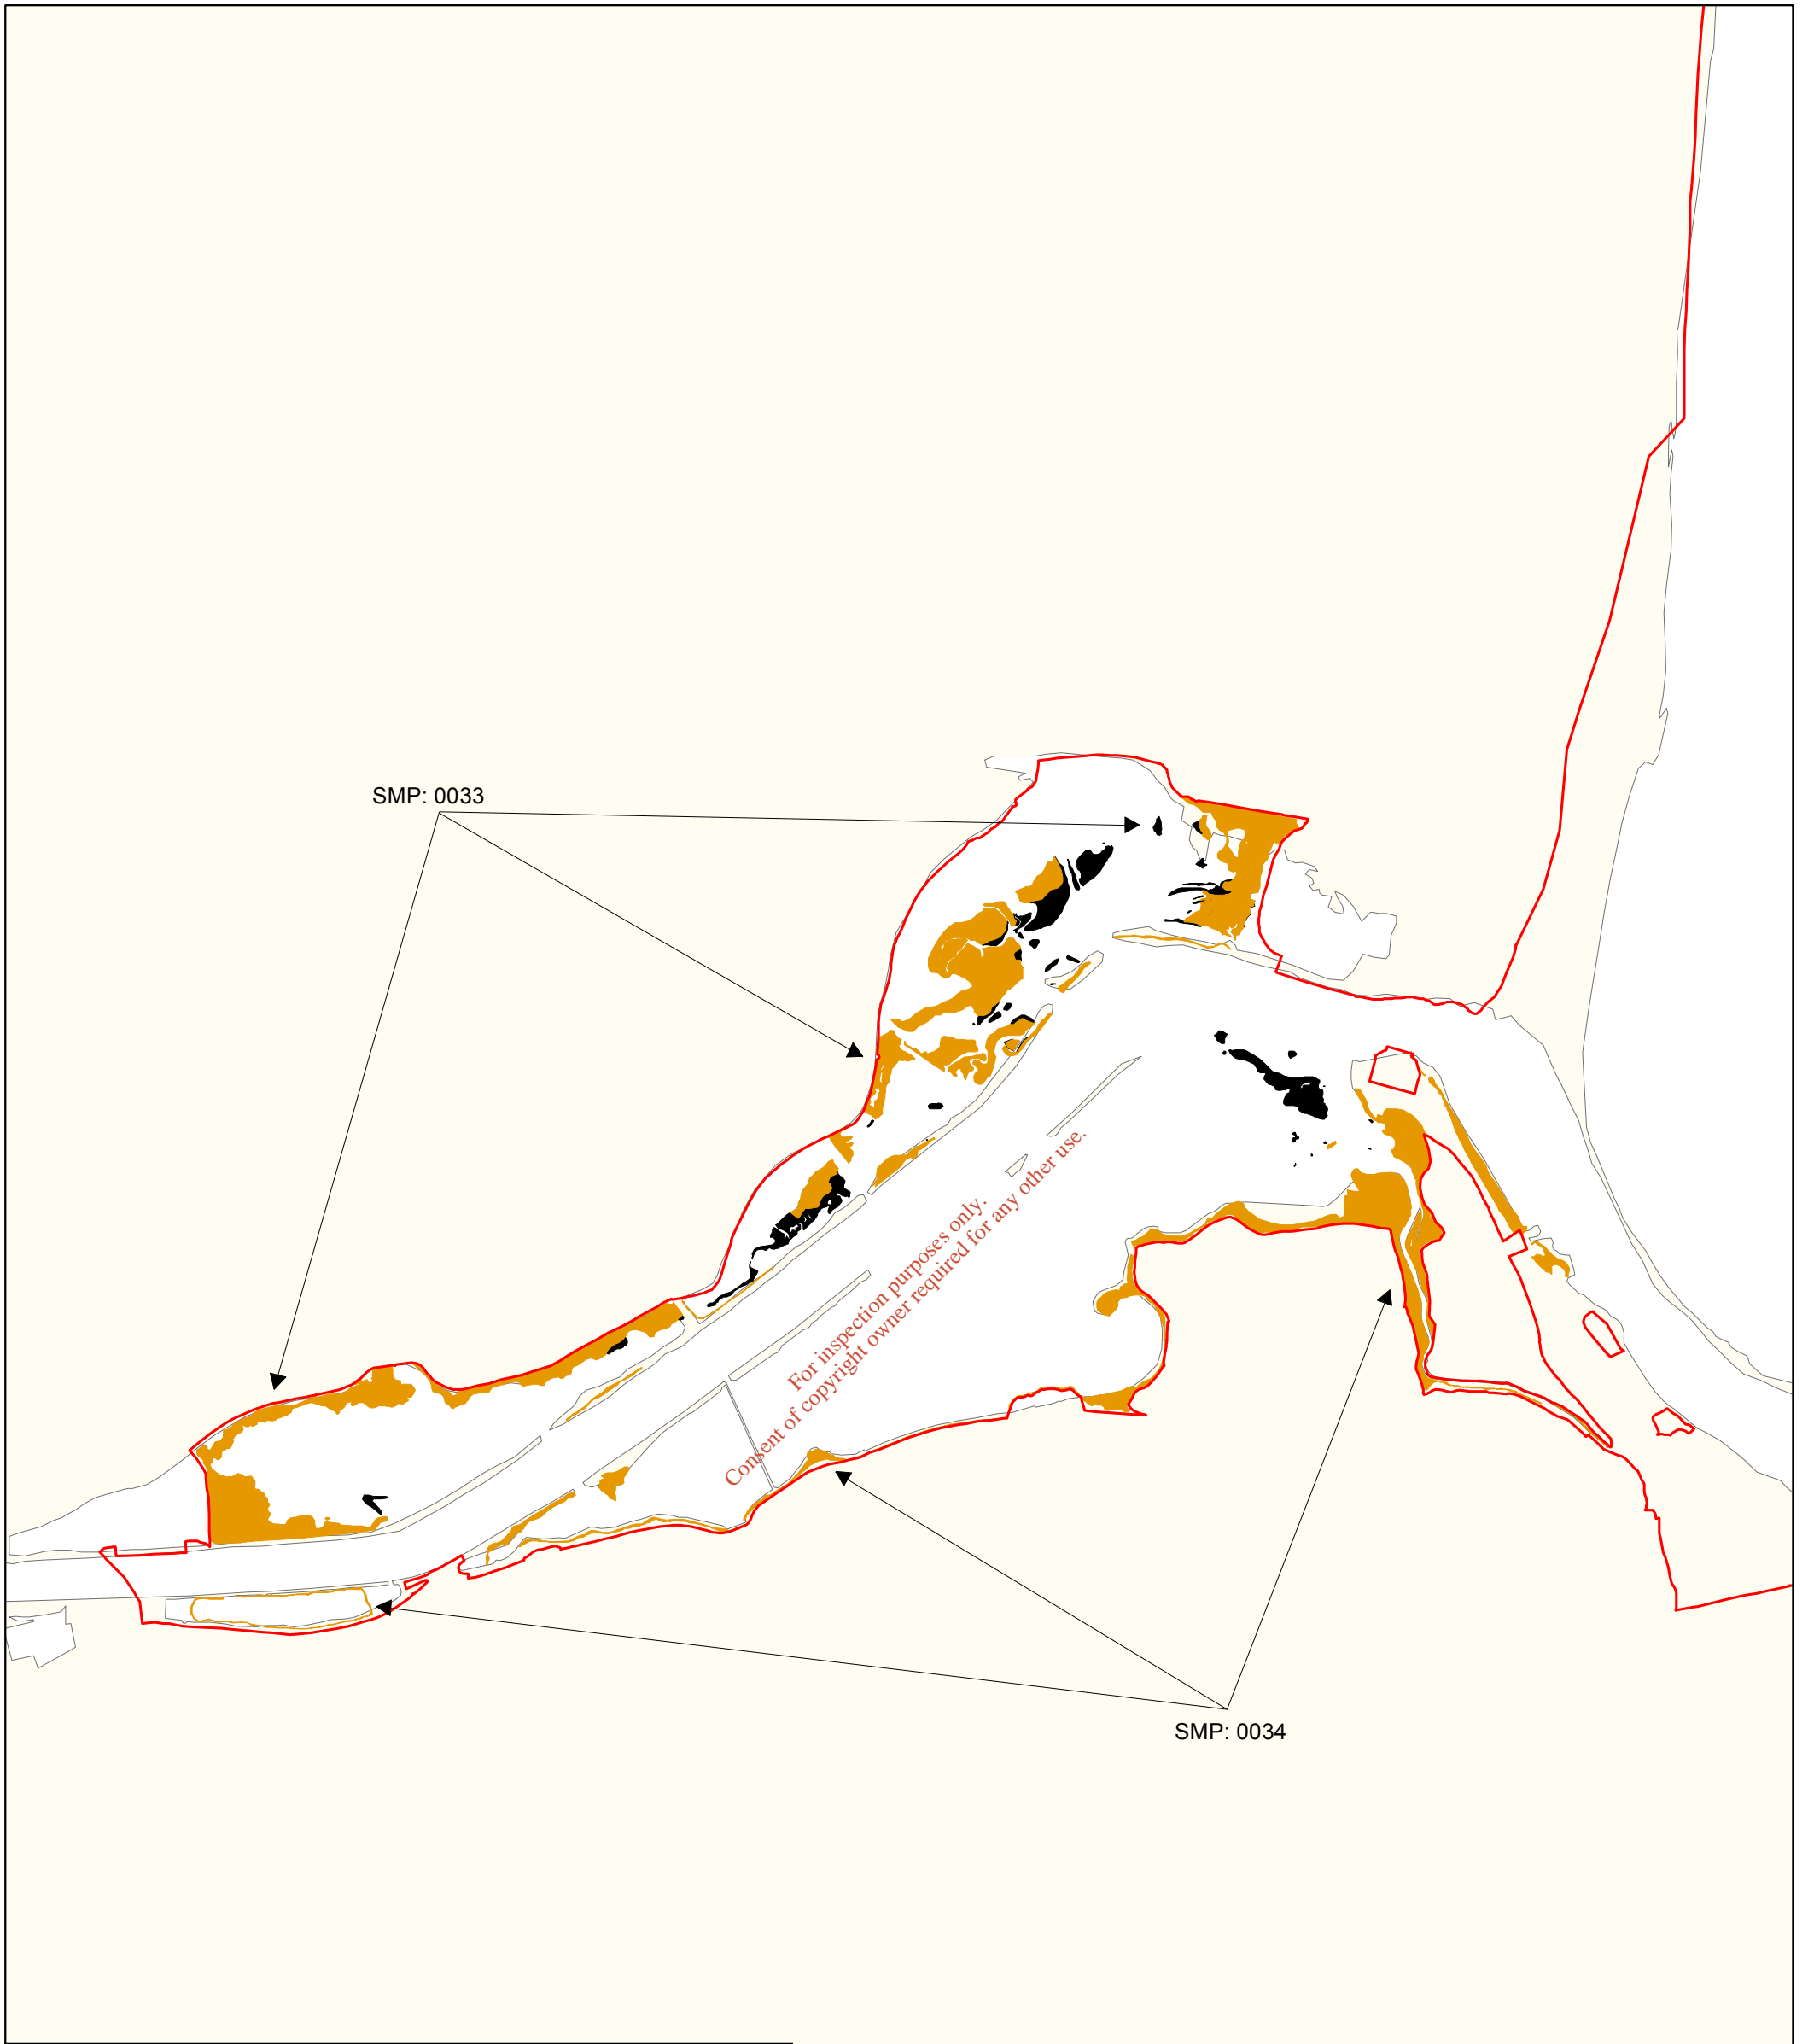 SMP: 0033
For inspection purposes only.
Consent of copyright owner required for any other use.
SMP: 0034